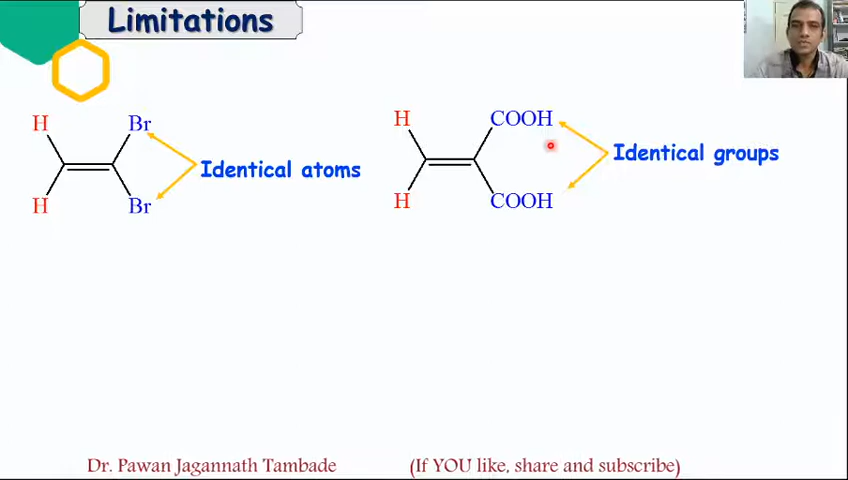 Limitations
H
Br
H
Br
Identical atoms
H
COOH
H
COOH
Identical groups
Dr. Pawan Jagannath Tambade
(If YOU like, share and subscribe)